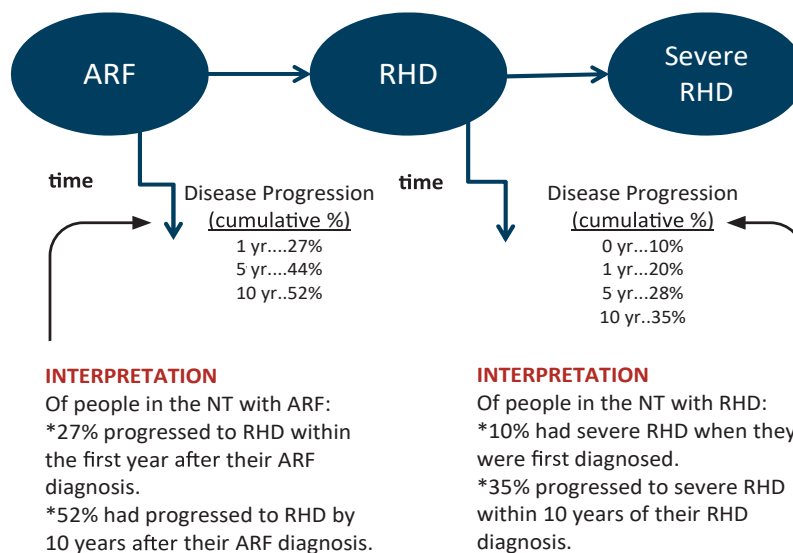 ARF
RHD
Severe
RHD
time
Disease Progression
(cumulative %)
1 yr....27%
5 yr....44%
10 yr..52%
time
Disease Progression
(cumulative %)
0 yr...10%
1 yr...20%
5 yr...28%
10 yr...35%
INTERPRETATION
Of people in the NT with ARF:
*27% progressed to RHD within
the first year after their ARF
diagnosis.
*52% had progressed to RHD by
10 years after their ARF diagnosis.
INTERPRETATION
Of people in the NT with RHD:
*10% had severe RHD when they
were first diagnosed.
*35% progressed to severe RHD
within 10 years of their RHD
diagnosis.